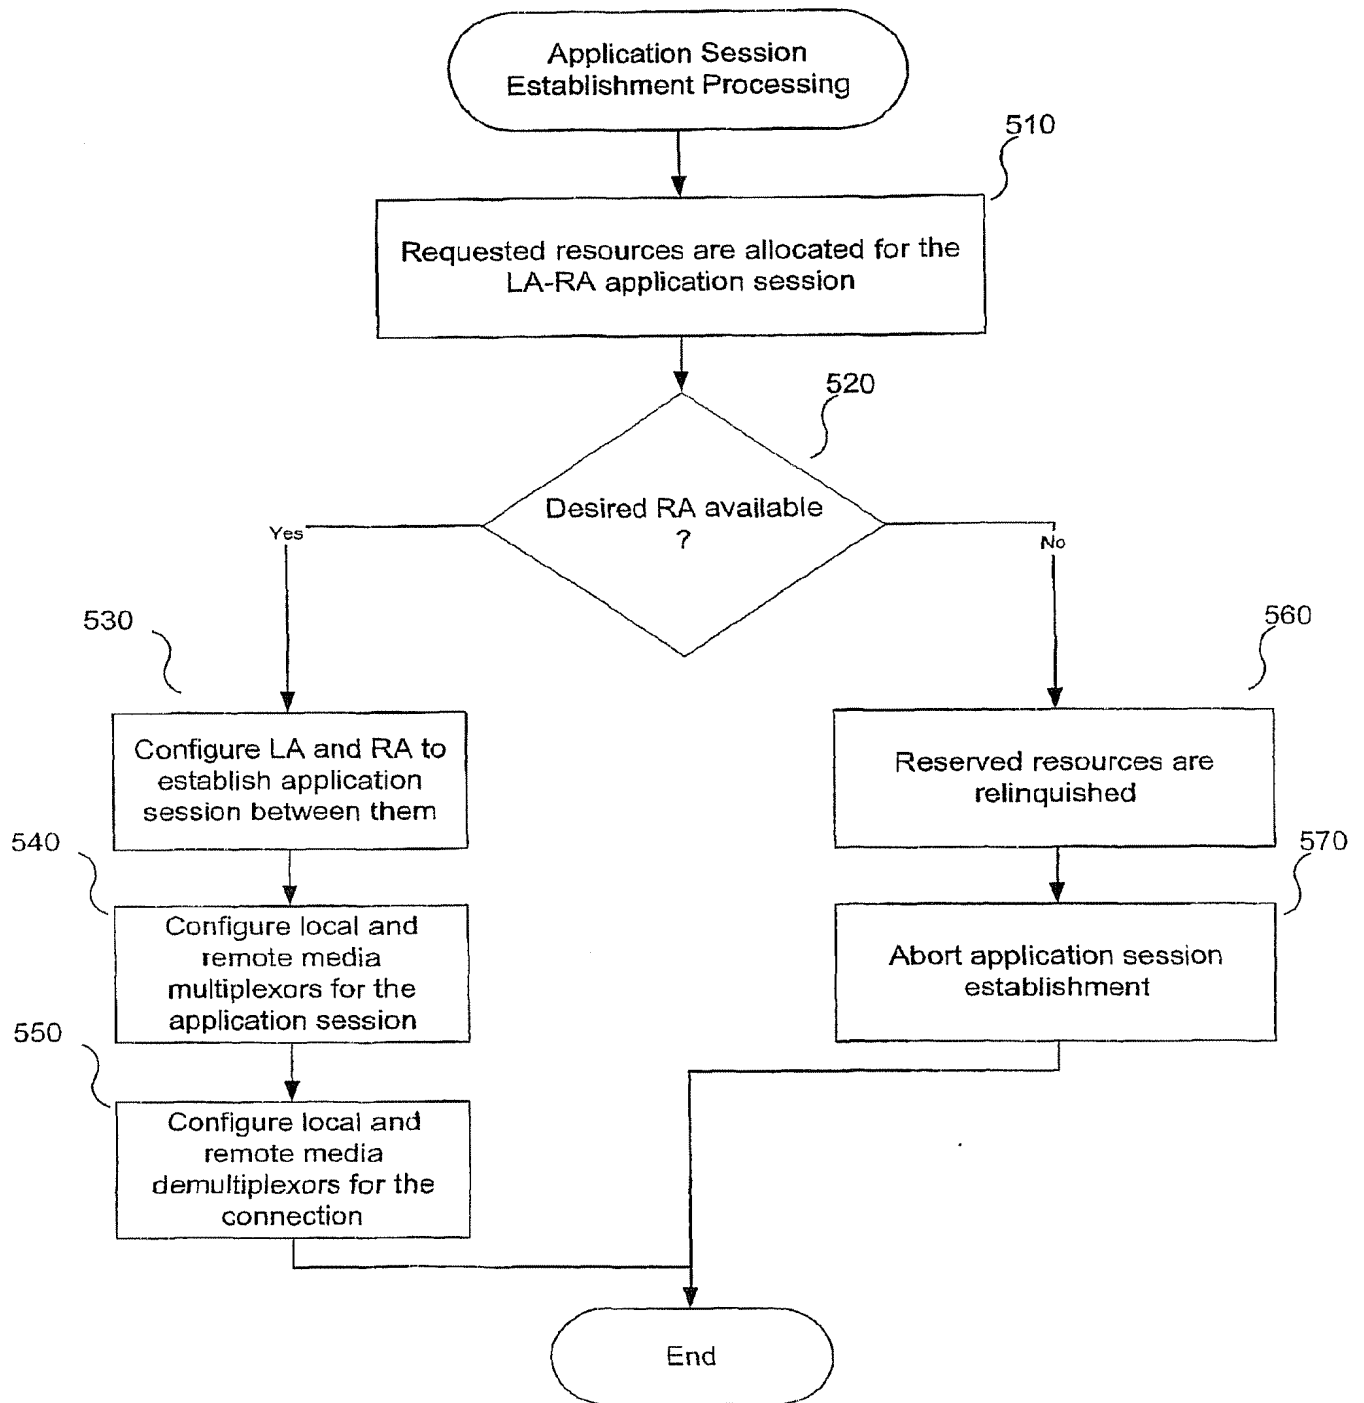 Application Session
Establishment Processing
510
Requested resources are allocated for the
LA-RA application session
520
Desired RA available
?
Yes
No
530
Configure LA and RA to
establish application
session between them
540
Configure local and
remote media
multiplexors for the
application session
550
Configure local and
remote media
demultiplexors for the
connection
560
Reserved resources are
relinquished
570
Abort application session
establishment
End